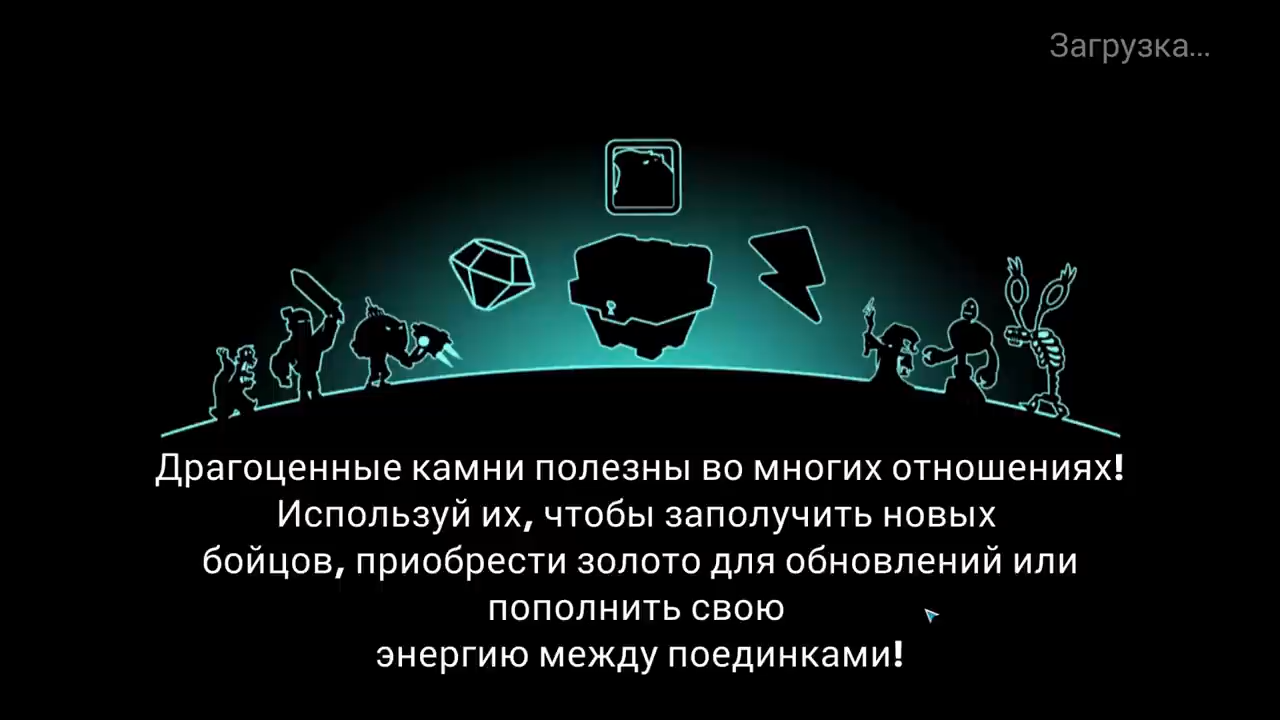 Загрузка...
Драгоценные камни полезны во многих отношениях!
Используй их, чтобы заполучить новых
бойцов, приобрести золото для обновлений или
пополнить свою
энергию между поединками!